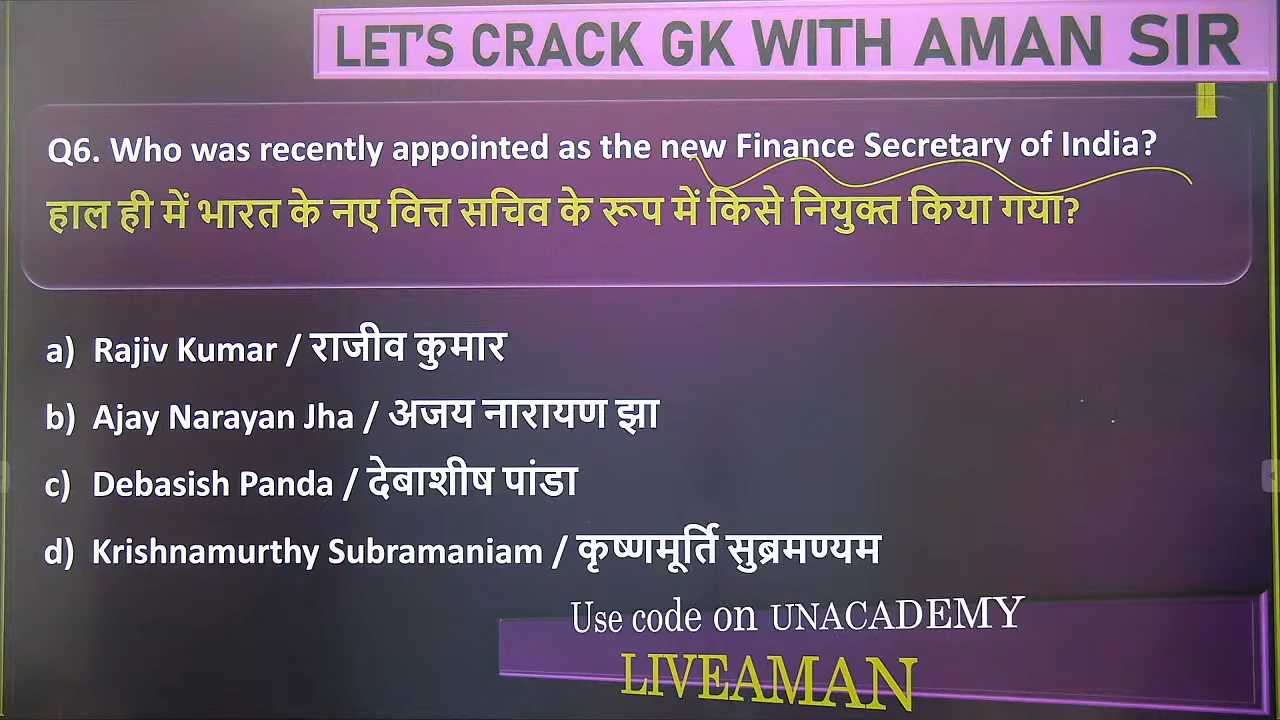 LET'S CRACK GK WITH AMAN SIR
Q6. Who was recently appointed as the new Finance Secretary of India?
हाल ही में भारत के नए वित्त सचिव के रूप में किसे नियुक्त किया गया?
a) Rajiv Kumar / राजीव कुमार
b) Ajay Narayan Jha / अजय नारायण झा
c) Debasish Panda / देबाशीष पांडा
d) Krishnamurthy Subramaniam / कृष्णमूर्ति सुब्रमण्यम
Use code on UNACADEMY
LIVEAMAN